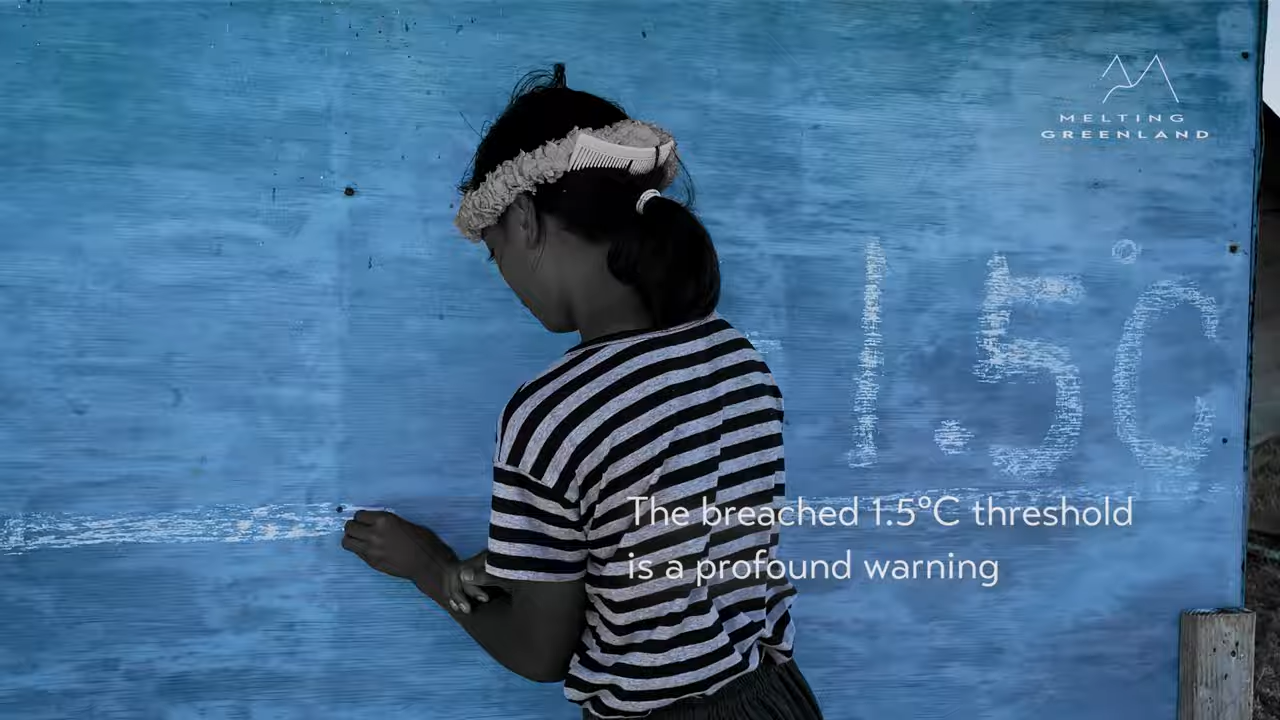 MELTING
GREENLAND
1.5°C
The breached 1.5°C threshold
is a profound warning